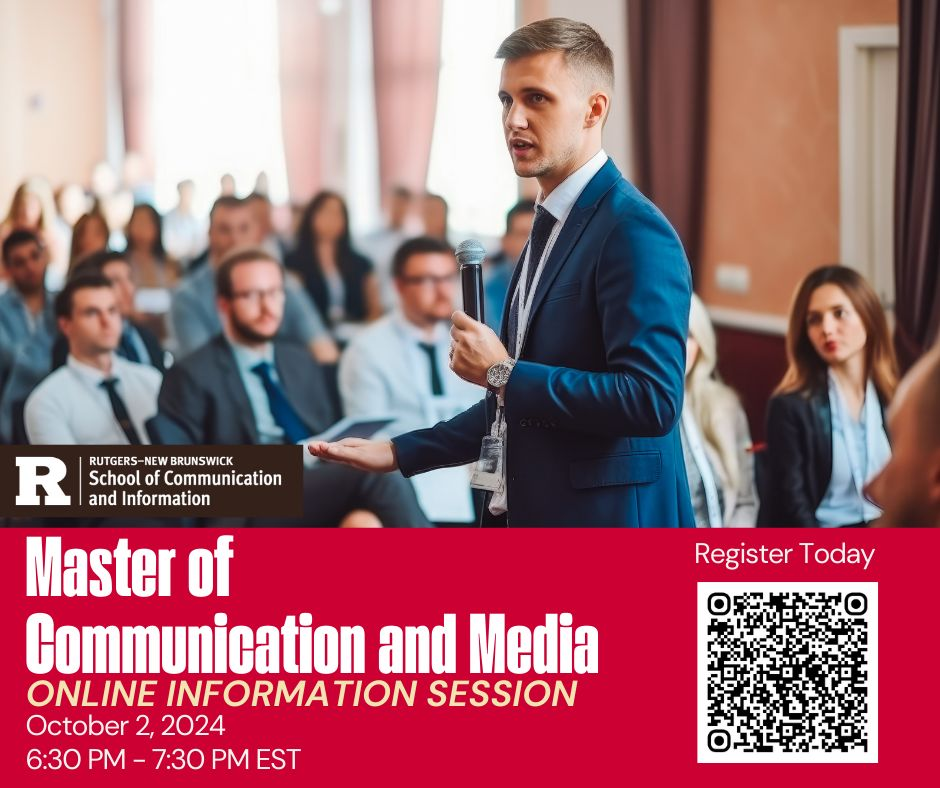 R
RUTGERS–NEW BRUNSWICK
School of Communication
and Information
Master of
Communication and Media
ONLINE INFORMATION SESSION
October 2, 2024
6:30 PM – 7:30 PM EST
Register Today